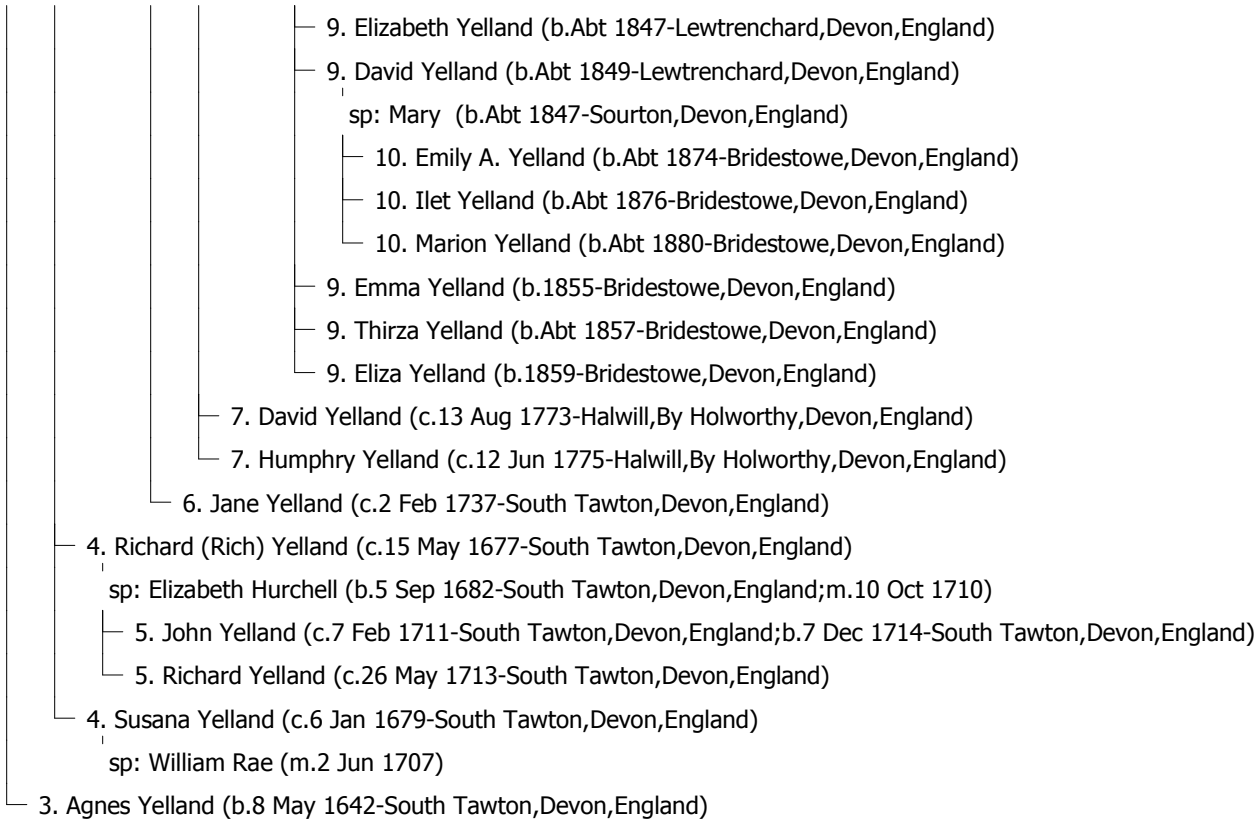 9. Elizabeth Yelland (b.Abt 1847-Lewtrenchard,Devon,England)
9. David Yelland (b.Abt 1849-Lewtrenchard,Devon,England)
sp: Mary (b.Abt 1847-Sourton,Devon,England)
10. Emily A. Yelland (b.Abt 1874-Bridestowe,Devon,England)
10. Ilet Yelland (b.Abt 1876-Bridestowe,Devon,England)
10. Marion Yelland (b.Abt 1880-Bridestowe,Devon,England)
9. Emma Yelland (b.1855-Bridestowe,Devon,England)
9. Thirza Yelland (b.Abt 1857-Bridestowe,Devon,England)
9. Eliza Yelland (b.1859-Bridestowe,Devon,England)
7. David Yelland (c.13 Aug 1773-Halwill,By Holworthy,Devon,England)
7. Humphry Yelland (c.12 Jun 1775-Halwill,By Holworthy,Devon,England)
6. Jane Yelland (c.2 Feb 1737-South Tawton,Devon,England)
4. Richard (Rich) Yelland (c.15 May 1677-South Tawton,Devon,England)
sp: Elizabeth Hurchell (b.5 Sep 1682-South Tawton,Devon,England;m.10 Oct 1710)
5. John Yelland (c.7 Feb 1711-South Tawton,Devon,England;b.7 Dec 1714-South Tawton,Devon,England)
5. Richard Yelland (c.26 May 1713-South Tawton,Devon,England)
4. Susana Yelland (c.6 Jan 1679-South Tawton,Devon,England)
sp: William Rae (m.2 Jun 1707)
3. Agnes Yelland (b.8 May 1642-South Tawton,Devon,England)